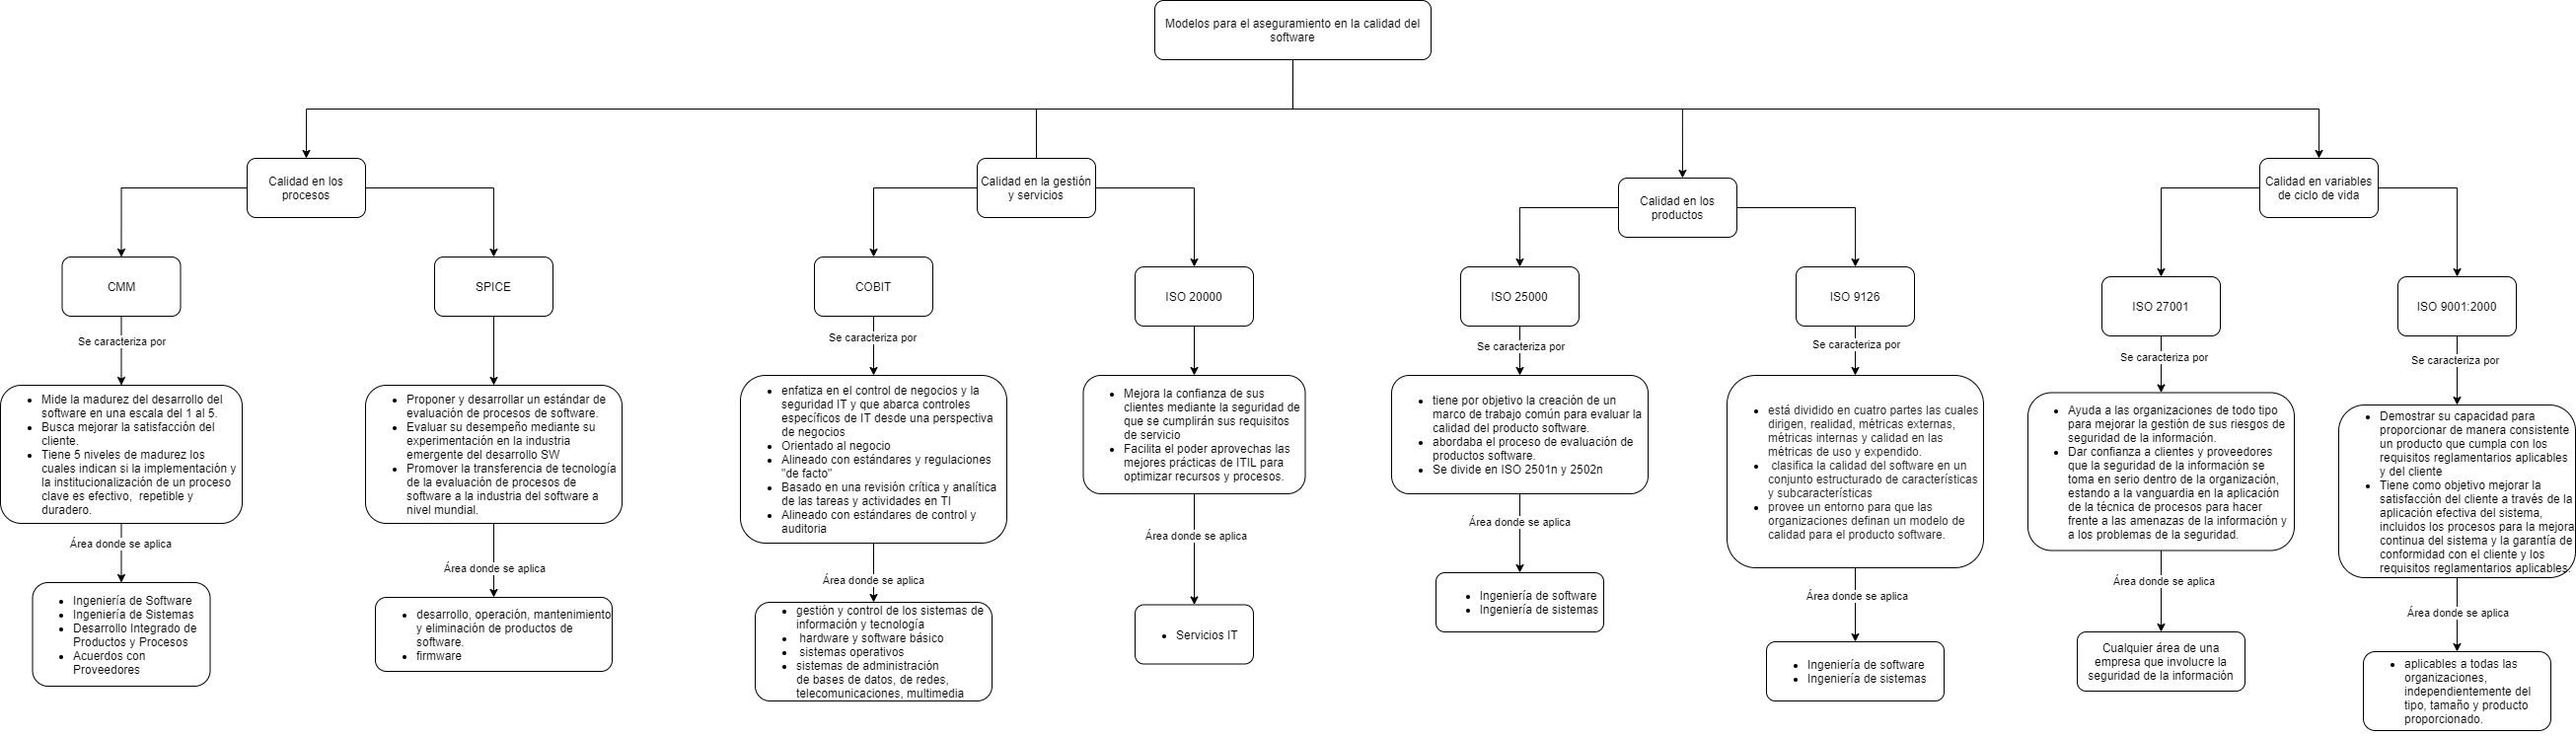 Modelos para el aseguramiento en la calidad del
software
Calidad en los
procesos
Calidad en la gestión
y servicios
Calidad en los
productos
Calidad en variables
de ciclo de vida
CMM
SPICE
COBIT
ISO 20000
ISO 25000
ISO 9126
ISO 27001
ISO 9001:2000
Se caracteriza por
Se caracteriza por
Se caracteriza por
Se caracteriza por
Se caracteriza por
Se caracteriza por
• Mide la madurez del desarrollo del
software en una escala del 1 al 5.
• Busca mejorar la satisfacción del
cliente.
• Tiene 5 niveles de madurez los
cuales indican si la implementación y
la institucionalización de un proceso
clave es efectivo, repetible y
duradero.
• Proponer y desarrollar un estándar de
evaluación de procesos de software.
• Evaluar su desempeño mediante su
experimentación en la industria
emergente del desarrollo SW
• Promover la transferencia de tecnología
de la evaluación de procesos de
software a la industria del software a
nivel mundial.
• enfatiza en el control de negocios y la
seguridad IT y que abarca controles
específicos de IT desde una perspectiva
de negocios
• Orientado al negocio
• Alineado con estándares y regulaciones
"de facto"
• Basado en una revisión crítica y analítica
de las tareas y actividades en TI
• Alineado con estándares de control y
auditoria
• Mejora la confianza de sus
clientes mediante la seguridad de
que se cumplirán sus requisitos
de servicio
• Facilita el poder aprovechas las
mejores prácticas de ITIL para
optimizar recursos y procesos.
• tiene por objetivo la creación de un
marco de trabajo común para evaluar la
calidad del producto software.
• abordaba el proceso de evaluación de
productos software.
• Se divide en ISO 2501n y 2502n
• está dividido en cuatro partes las cuales
dirigen, realidad, métricas externas,
métricas internas y calidad en las
métricas de uso y expendido.
• clasifica la calidad del software en un
conjunto estructurado de características
y subcaracterísticas
• provee un entorno para que las
organizaciones definan un modelo de
calidad para el producto software.
• Ayuda a las organizaciones de todo tipo
para mejorar la gestión de sus riesgos de
seguridad de la información.
• Dar confianza a clientes y proveedores
que la seguridad de la información se
toma en serio dentro de la organización,
estando a la vanguardia en la aplicación
de la técnica de procesos para hacer
frente a las amenazas de la información y
a los problemas de la seguridad.
• Demostrar su capacidad para
proporcionar de manera consistente
un producto que cumpla con los
requisitos reglamentarios aplicables
y del cliente
• Tiene como objetivo mejorar la
satisfacción del cliente a través de la
aplicación efectiva del sistema,
incluidos los procesos para la mejora
continua del sistema y la garantía de
conformidad con el cliente y los
requisitos reglamentarios aplicables.
Área donde se aplica
Área donde se aplica
Área donde se aplica
Área donde se aplica
Área donde se aplica
Área donde se aplica
Área donde se aplica
Área donde se aplica
• Ingeniería de Software
• Ingeniería de Sistemas
• Desarrollo Integrado de
Productos y Procesos
• Acuerdos con
Proveedores
• desarrollo, operación, mantenimiento
y eliminación de productos de
software.
• firmware
• gestión y control de los sistemas de
información y tecnología
• hardware y software básico
• sistemas operativos
• sistemas de administración
de bases de datos, de redes,
telecomunicaciones, multimedia
• Servicios IT
• Ingeniería de software
• Ingeniería de sistemas
• Ingeniería de software
• Ingeniería de sistemas
Cualquier área de una
empresa que involucre la
seguridad de la información
• aplicables a todas las
organizaciones,
independientemente del
tipo, tamaño y producto
proporcionado.